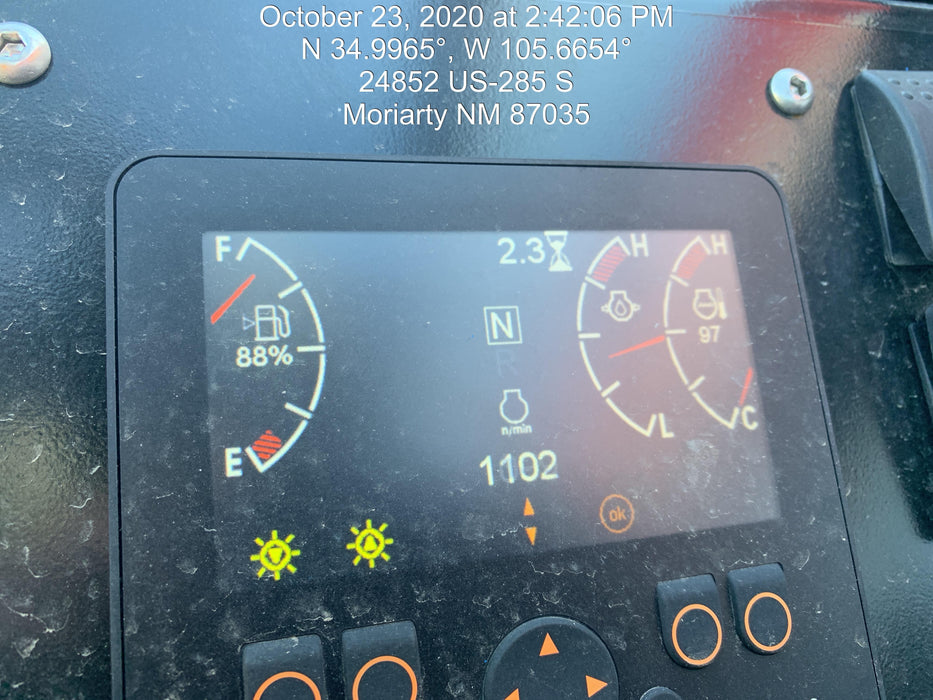 October 23, 2020 at 2:42:06 PM
N 34.9965°, W 105.6654°
24852 US-285 S
Moriarty NM 87035
F
2.3
H
H
N
88%
97
R
n/min
E
L
C
1102
ok